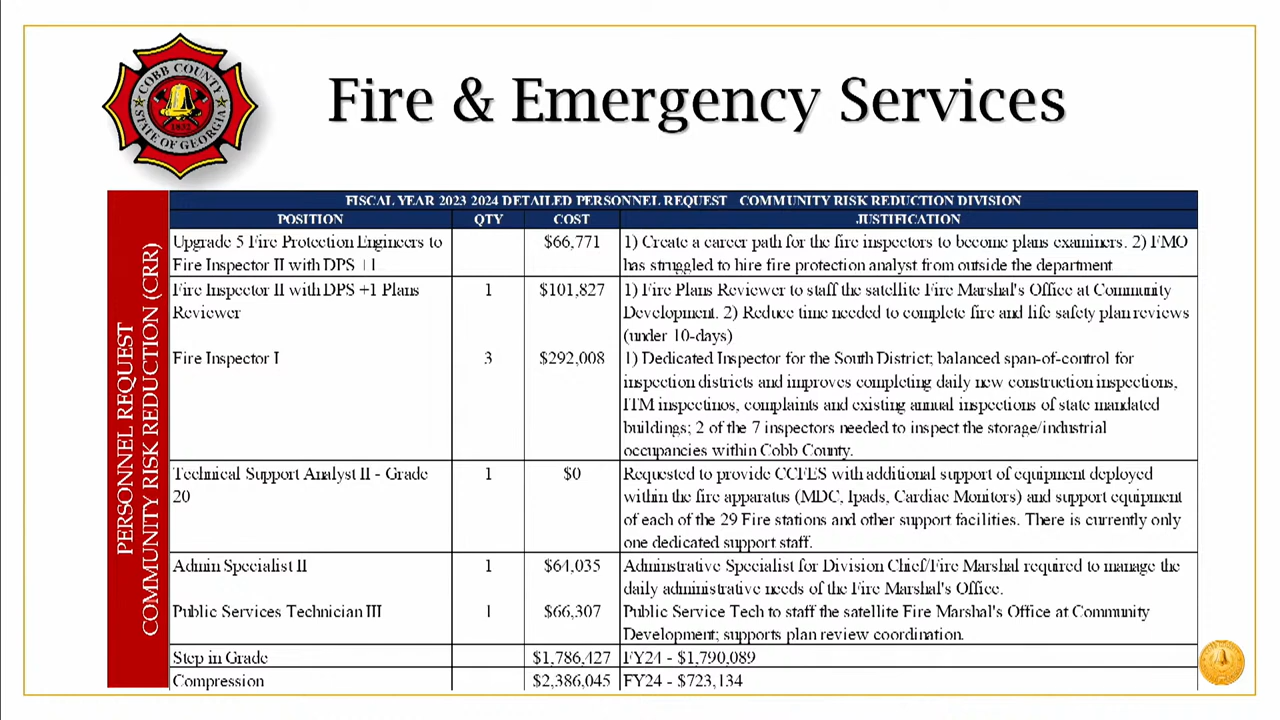 COBB COUNTY
STATE OF GEORGIA
1832
Fire & Emergency Services
PERSONNEL REQUEST
COMMUNITY RISK REDUCTION (CRR)
FISCAL YEAR 2023 2024 DETAILED PERSONNEL REQUEST COMMUNITY RISK REDUCTION DIVISION
POSITION QTY COST JUSTIFICATION
Upgrade 5 Fire Protection Engineers to $66,771 1) Create a career path for the fire inspectors to become plans examiners. 2) FMO
Fire Inspector II with DPS +1 has struggled to hire fire protection analyst from outside the department
Fire Inspector II with DPS +1 Plans 1 $101,827 1) Fire Plans Reviewer to staff the satellite Fire Marshal's Office at Community
Reviewer Development. 2) Reduce time needed to complete fire and life safety plan reviews
(under 10-days)
Fire Inspector I 3 $292,008 1) Dedicated Inspector for the South District; balanced span-of-control for
inspection districts and improves completing daily new construction inspections,
ITM inspectinos, complaints and existing annual inspections of state mandated
buildings; 2 of the 7 inspectors needed to inspect the storage/industrial
occupancies within Cobb County.
Technical Support Analyst II - Grade 1 $0 Requested to provide CCFES with additional support of equipment deployed
20 within the fire apparatus (MDC, Ipads, Cardiac Monitors) and support equipment
of each of the 29 Fire stations and other support facilities. There is currently only
one dedicated support staff.
Admin Specialist II 1 $64,035 Adminstrative Specialist for Division Chief/Fire Marshal required to manage the
daily administrative needs of the Fire Marshal's Office.
Public Services Technician III 1 $66,307 Public Service Tech to staff the satellite Fire Marshal's Office at Community
Development; supports plan review coordination.
Step in Grade $1,786,427 FY24 - $1,790,089
Compression $2,386,045 FY24 - $723,134